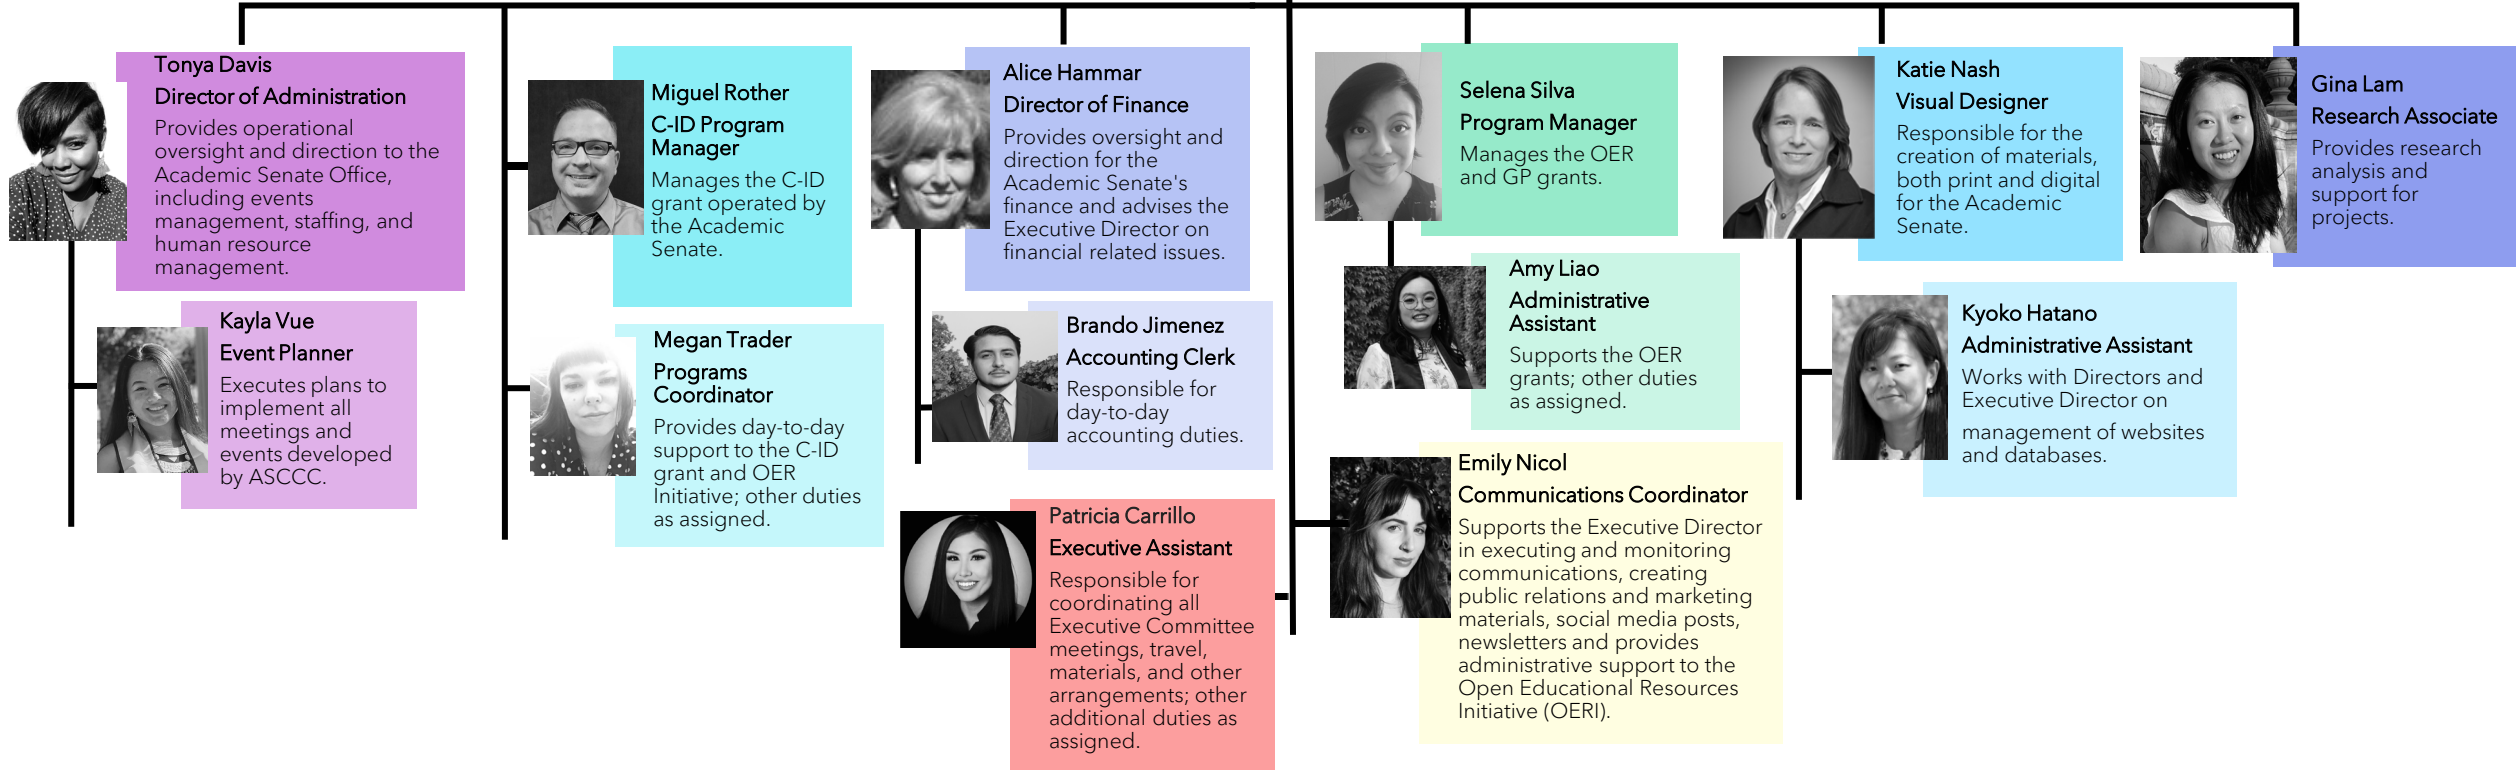 Tonya Davis
Director of Administration
Provides operational
oversight and direction to the
Academic Senate Office,
including events
management, staffing, and
human resource
management.
Kayla Vue
Event Planner
Executes plans to
implement all
meetings and
events developed
by ASCCC.
Miguel Rother
C-ID Program
Manager
Manages the C-ID
grant operated by
the Academic
Senate.
Megan Trader
Programs
Coordinator
Provides day-to-day
support to the C-ID
grant and OER
Initiative; other duties
as assigned.
Alice Hammar
Director of Finance
Provides oversight and
direction for the
Academic Senate's
finance and advises the
Executive Director on
financial related issues.
Brando Jimenez
Accounting Clerk
Responsible for
day-to-day
accounting duties.
Patricia Carrillo
Executive Assistant
Responsible for
coordinating all
Executive Committee
meetings, travel,
materials, and other
arrangements; other
additional duties as
assigned.
Selena Silva
Program Manager
Manages the OER
and GP grants.
Amy Liao
Administrative
Assistant
Supports the OER
grants; other duties
as assigned.
Emily Nicol
Communications Coordinator
Supports the Executive Director
in executing and monitoring
communications, creating
public relations and marketing
materials, social media posts,
newsletters and provides
administrative support to the
Open Educational Resources
Initiative (OERI).
Katie Nash
Visual Designer
Responsible for the
creation of materials,
both print and digital
for the Academic
Senate.
Kyoko Hatano
Administrative Assistant
Works with Directors and
Executive Director on
management of websites
and databases.
Gina Lam
Research Associate
Provides research
analysis and
support for
projects.